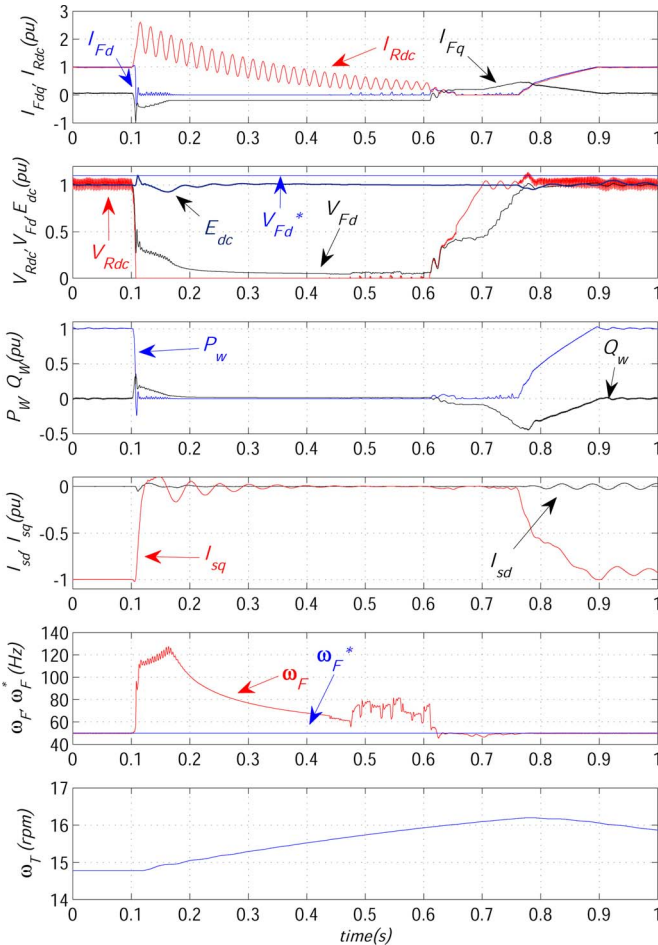 I_Fdq, I_Rdc(pu)
3
2
1
0
-1
I_Fd
I_Rdc
I_Fq
0 0.1 0.2 0.3 0.4 0.5 0.6 0.7 0.8 0.9 1
V_Rdc, V_Fd, E_dc(pu)
1
0.5
0
V_Rdc
E_dc
V_Fd*
V_Fd
0 0.1 0.2 0.3 0.4 0.5 0.6 0.7 0.8 0.9 1
P_W Q_W(pu)
1
0.5
0
-0.5
P_w
Q_w
0 0.1 0.2 0.3 0.4 0.5 0.6 0.7 0.8 0.9 1
I_sd I_sq(pu)
0
-0.5
-1
I_sq
I_sd
0 0.1 0.2 0.3 0.4 0.5 0.6 0.7 0.8 0.9 1
ω_F, ω_F* (Hz)
140
120
100
80
60
40
ω_F
ω_F*
0 0.1 0.2 0.3 0.4 0.5 0.6 0.7 0.8 0.9 1
ω_T (rpm)
17
16
15
14
0 0.1 0.2 0.3 0.4 0.5 0.6 0.7 0.8 0.9 1
time(s)